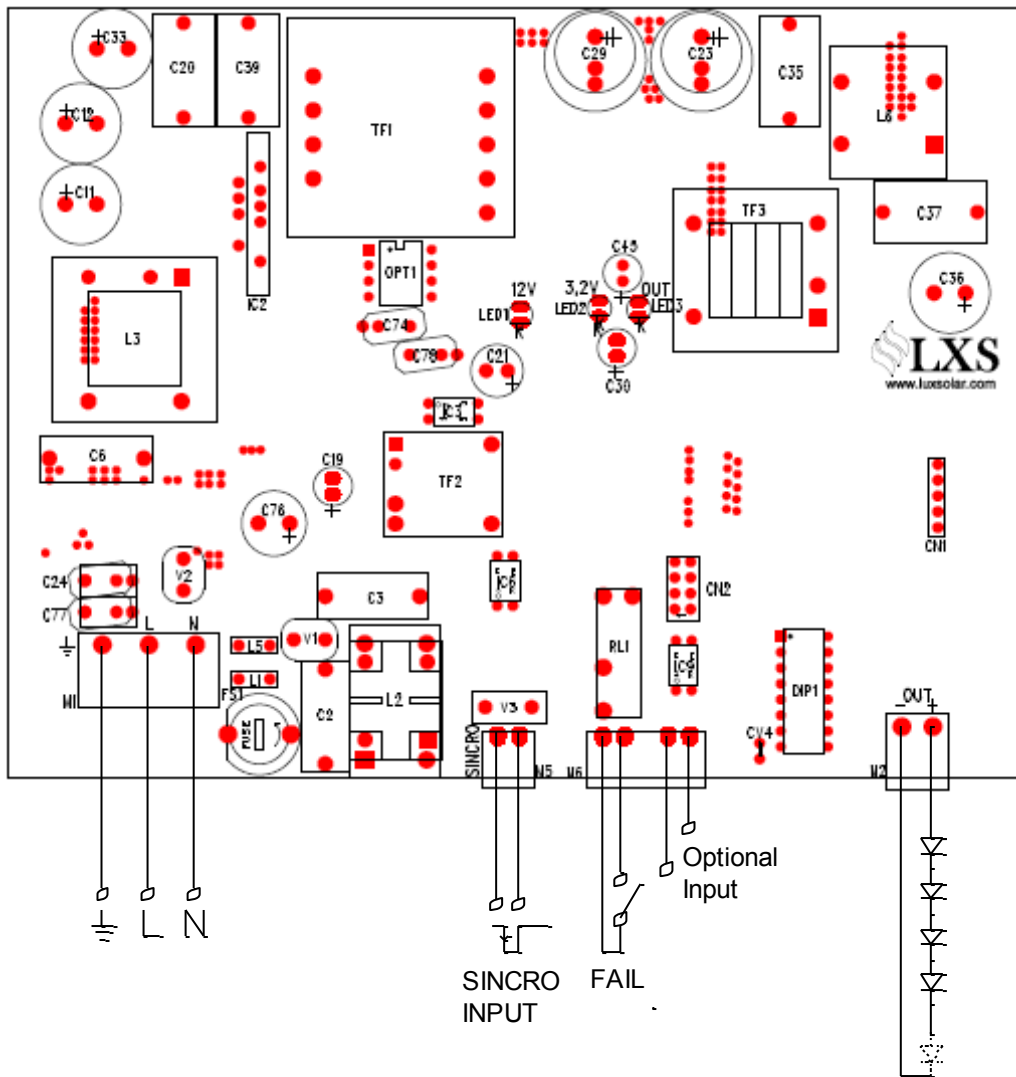 C33
C20
C39
TF1
C29
C23
C35
L6
C12
C11
IC2
TF3
C37
C36
OPT1
C45
12V
3,2V
OUT
LED1
LED2
LED3
K
K
K
L3
C74
C78
C21
C30
LXS
www.luxsolar.com
C6
C19
TF2
C76
CN1
C24
V2
C77
C3
CN2
L
N
V1
L5
L1
M1
FS1
FUSE
C2
L2
V3
RL1
DIP1
CV4
_OUT+
SINCRO
M5
M6
M2
L
N
Optional
Input
SINCRO
INPUT
FAIL